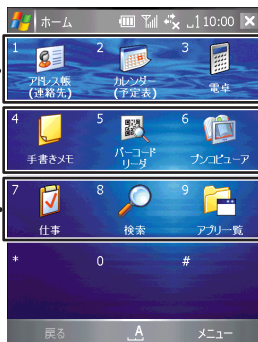 ホーム 10:00
1 2 3
アドレス帳
(連絡先)
カレンダー
(予定表)
電卓
4 5 6
手書きメモ
バーコード
リーダ
ブンコビューア
7 8 9
仕事
検索
アプリ一覧
* 0 #
戻る A メニュー